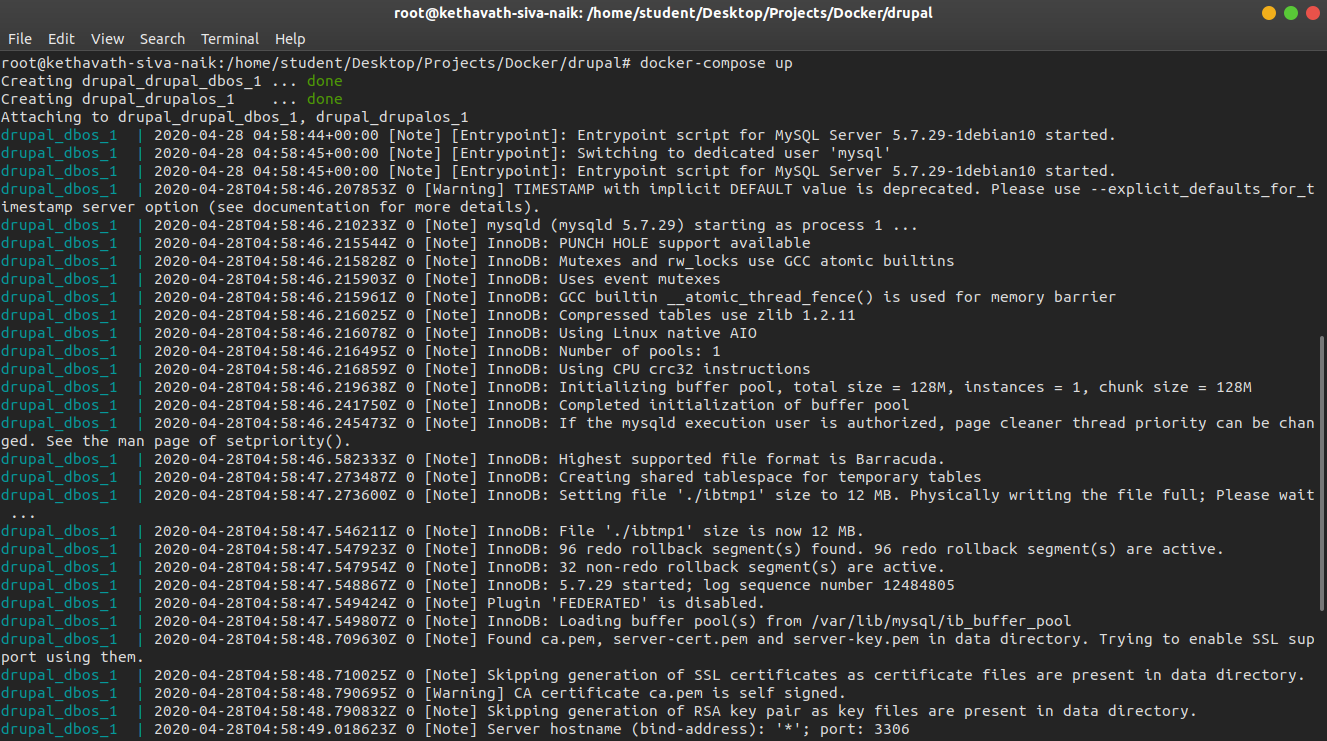 root@kethavath-siva-naik: /home/student/Desktop/Projects/Docker/drupal
File Edit View Search Terminal Help
root@kethavath-siva-naik:/home/student/Desktop/Projects/Docker/drupal# docker-compose up
Creating drupal_drupal_dbos_1 ... done
Creating drupal_drupalos_1    ... done
Attaching to drupal_drupal_dbos_1, drupal_drupalos_1
drupal_dbos_1  | 2020-04-28 04:58:44+00:00 [Note] [Entrypoint]: Entrypoint script for MySQL Server 5.7.29-1debian10 started.
drupal_dbos_1  | 2020-04-28 04:58:45+00:00 [Note] [Entrypoint]: Switching to dedicated user 'mysql'
drupal_dbos_1  | 2020-04-28 04:58:45+00:00 [Note] [Entrypoint]: Entrypoint script for MySQL Server 5.7.29-1debian10 started.
drupal_dbos_1  | 2020-04-28T04:58:46.207853Z 0 [Warning] TIMESTAMP with implicit DEFAULT value is deprecated. Please use --explicit_defaults_for_t
imestamp server option (see documentation for more details).
drupal_dbos_1  | 2020-04-28T04:58:46.210233Z 0 [Note] mysqld (mysqld 5.7.29) starting as process 1 ...
drupal_dbos_1  | 2020-04-28T04:58:46.215544Z 0 [Note] InnoDB: PUNCH HOLE support available
drupal_dbos_1  | 2020-04-28T04:58:46.215828Z 0 [Note] InnoDB: Mutexes and rw_locks use GCC atomic builtins
drupal_dbos_1  | 2020-04-28T04:58:46.215903Z 0 [Note] InnoDB: Uses event mutexes
drupal_dbos_1  | 2020-04-28T04:58:46.215961Z 0 [Note] InnoDB: GCC builtin __atomic_thread_fence() is used for memory barrier
drupal_dbos_1  | 2020-04-28T04:58:46.216025Z 0 [Note] InnoDB: Compressed tables use zlib 1.2.11
drupal_dbos_1  | 2020-04-28T04:58:46.216078Z 0 [Note] InnoDB: Using Linux native AIO
drupal_dbos_1  | 2020-04-28T04:58:46.216495Z 0 [Note] InnoDB: Number of pools: 1
drupal_dbos_1  | 2020-04-28T04:58:46.216859Z 0 [Note] InnoDB: Using CPU crc32 instructions
drupal_dbos_1  | 2020-04-28T04:58:46.219638Z 0 [Note] InnoDB: Initializing buffer pool, total size = 128M, instances = 1, chunk size = 128M
drupal_dbos_1  | 2020-04-28T04:58:46.241750Z 0 [Note] InnoDB: Completed initialization of buffer pool
drupal_dbos_1  | 2020-04-28T04:58:46.245473Z 0 [Note] InnoDB: If the mysqld execution user is authorized, page cleaner thread priority can be chan
ged. See the man page of setpriority().
drupal_dbos_1  | 2020-04-28T04:58:46.582333Z 0 [Note] InnoDB: Highest supported file format is Barracuda.
drupal_dbos_1  | 2020-04-28T04:58:47.273487Z 0 [Note] InnoDB: Creating shared tablespace for temporary tables
drupal_dbos_1  | 2020-04-28T04:58:47.273600Z 0 [Note] InnoDB: Setting file './ibtmp1' size to 12 MB. Physically writing the file full; Please wait
 ...
drupal_dbos_1  | 2020-04-28T04:58:47.546211Z 0 [Note] InnoDB: File './ibtmp1' size is now 12 MB.
drupal_dbos_1  | 2020-04-28T04:58:47.547923Z 0 [Note] InnoDB: 96 redo rollback segment(s) found. 96 redo rollback segment(s) are active.
drupal_dbos_1  | 2020-04-28T04:58:47.547954Z 0 [Note] InnoDB: 32 non-redo rollback segment(s) are active.
drupal_dbos_1  | 2020-04-28T04:58:47.548867Z 0 [Note] InnoDB: 5.7.29 started; log sequence number 12484805
drupal_dbos_1  | 2020-04-28T04:58:47.549424Z 0 [Note] Plugin 'FEDERATED' is disabled.
drupal_dbos_1  | 2020-04-28T04:58:47.549807Z 0 [Note] InnoDB: Loading buffer pool(s) from /var/lib/mysql/ib_buffer_pool
drupal_dbos_1  | 2020-04-28T04:58:48.709630Z 0 [Note] Found ca.pem, server-cert.pem and server-key.pem in data directory. Trying to enable SSL sup
port using them.
drupal_dbos_1  | 2020-04-28T04:58:48.710025Z 0 [Note] Skipping generation of SSL certificates as certificate files are present in data directory.
drupal_dbos_1  | 2020-04-28T04:58:48.790695Z 0 [Warning] CA certificate ca.pem is self signed.
drupal_dbos_1  | 2020-04-28T04:58:48.790832Z 0 [Note] Skipping generation of RSA key pair as key files are present in data directory.
drupal_dbos_1  | 2020-04-28T04:58:49.018623Z 0 [Note] Server hostname (bind-address): '*'; port: 3306